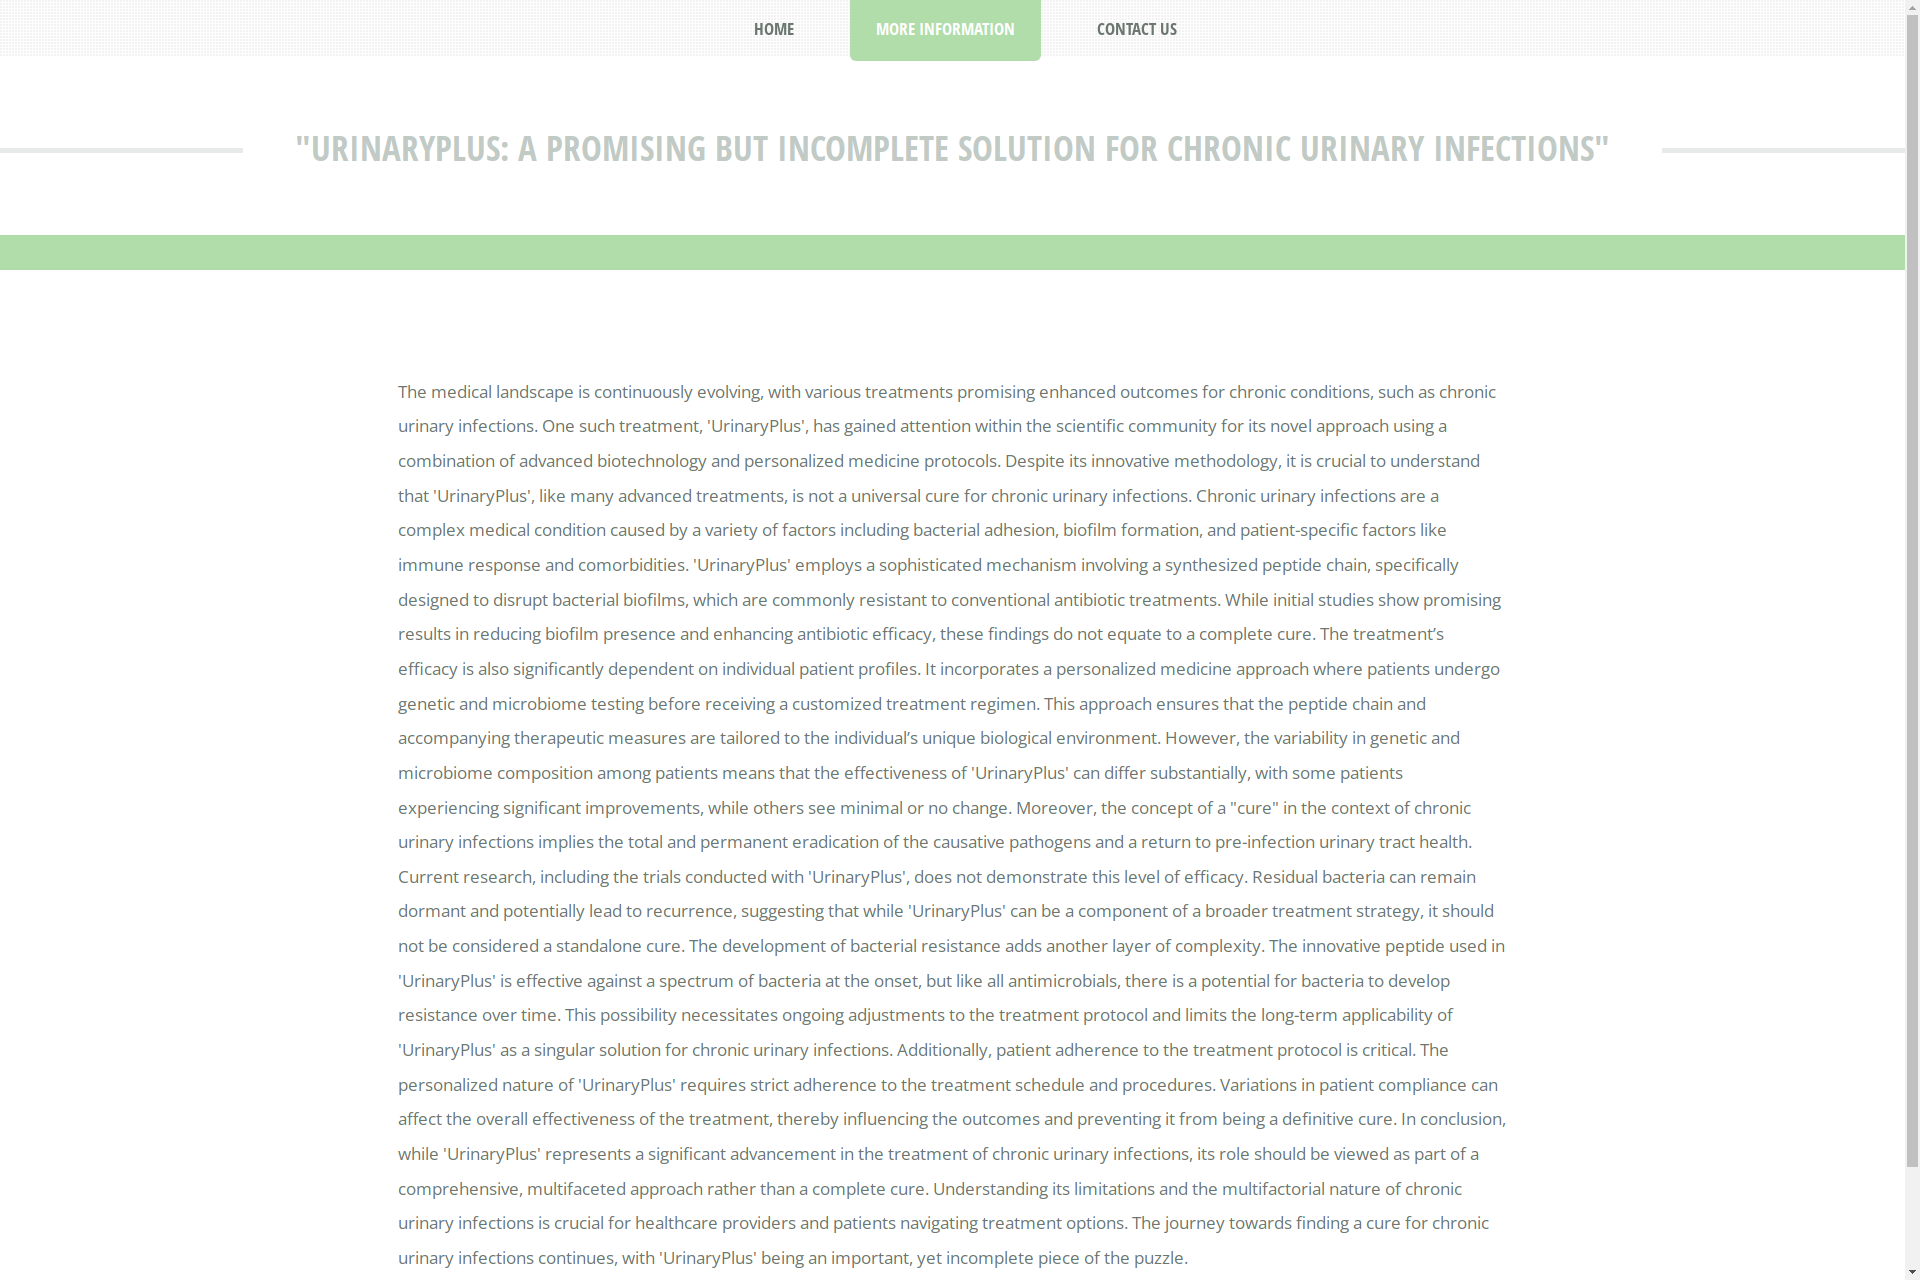 HOME
MORE INFORMATION
CONTACT US
"URINARYPLUS: A PROMISING BUT INCOMPLETE SOLUTION FOR CHRONIC URINARY INFECTIONS"
The medical landscape is continuously evolving, with various treatments promising enhanced outcomes for chronic conditions, such as chronic
urinary infections. One such treatment, 'UrinaryPlus', has gained attention within the scientific community for its novel approach using a
combination of advanced biotechnology and personalized medicine protocols. Despite its innovative methodology, it is crucial to understand
that 'UrinaryPlus', like many advanced treatments, is not a universal cure for chronic urinary infections. Chronic urinary infections are a
complex medical condition caused by a variety of factors including bacterial adhesion, biofilm formation, and patient-specific factors like
immune response and comorbidities. 'UrinaryPlus' employs a sophisticated mechanism involving a synthesized peptide chain, specifically
designed to disrupt bacterial biofilms, which are commonly resistant to conventional antibiotic treatments. While initial studies show promising
results in reducing biofilm presence and enhancing antibiotic efficacy, these findings do not equate to a complete cure. The treatment’s
efficacy is also significantly dependent on individual patient profiles. It incorporates a personalized medicine approach where patients undergo
genetic and microbiome testing before receiving a customized treatment regimen. This approach ensures that the peptide chain and
accompanying therapeutic measures are tailored to the individual’s unique biological environment. However, the variability in genetic and
microbiome composition among patients means that the effectiveness of 'UrinaryPlus' can differ substantially, with some patients
experiencing significant improvements, while others see minimal or no change. Moreover, the concept of a "cure" in the context of chronic
urinary infections implies the total and permanent eradication of the causative pathogens and a return to pre-infection urinary tract health.
Current research, including the trials conducted with 'UrinaryPlus', does not demonstrate this level of efficacy. Residual bacteria can remain
dormant and potentially lead to recurrence, suggesting that while 'UrinaryPlus' can be a component of a broader treatment strategy, it should
not be considered a standalone cure. The development of bacterial resistance adds another layer of complexity. The innovative peptide used in
'UrinaryPlus' is effective against a spectrum of bacteria at the onset, but like all antimicrobials, there is a potential for bacteria to develop
resistance over time. This possibility necessitates ongoing adjustments to the treatment protocol and limits the long-term applicability of
'UrinaryPlus' as a singular solution for chronic urinary infections. Additionally, patient adherence to the treatment protocol is critical. The
personalized nature of 'UrinaryPlus' requires strict adherence to the treatment schedule and procedures. Variations in patient compliance can
affect the overall effectiveness of the treatment, thereby influencing the outcomes and preventing it from being a definitive cure. In conclusion,
while 'UrinaryPlus' represents a significant advancement in the treatment of chronic urinary infections, its role should be viewed as part of a
comprehensive, multifaceted approach rather than a complete cure. Understanding its limitations and the multifactorial nature of chronic
urinary infections is crucial for healthcare providers and patients navigating treatment options. The journey towards finding a cure for chronic
urinary infections continues, with 'UrinaryPlus' being an important, yet incomplete piece of the puzzle.